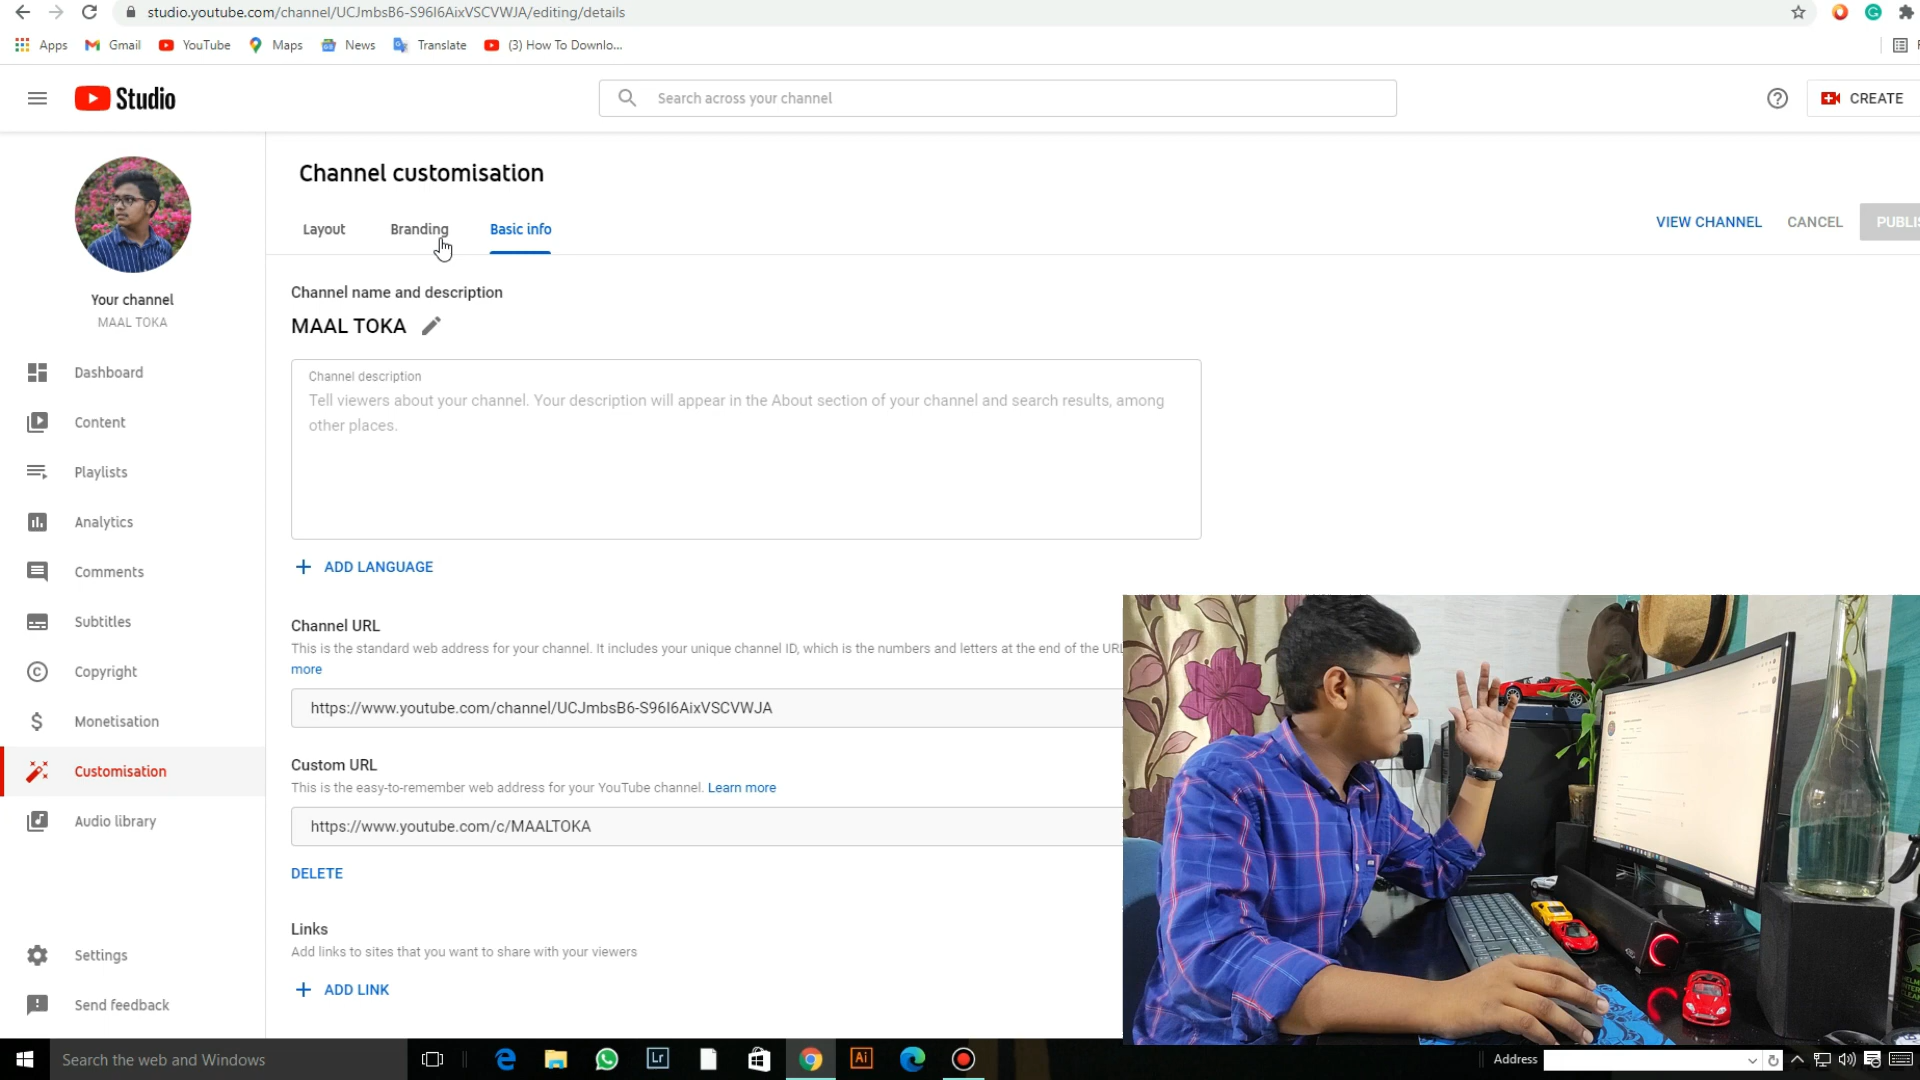 studio.youtube.com/channel/UCJmbsB6-S96I6AixVSCVWJA/editing/details
Apps Gmail YouTube Maps News Translate (3) How To Downlo...
Studio
Search across your channel
CREATE
Channel customisation
Layout Branding Basic info
VIEW CHANNEL CANCEL PUBLIS
Your channel
MAAL TOKA
Dashboard
Content
Playlists
Analytics
Comments
Subtitles
Copyright
Monetisation
Customisation
Audio library
Settings
Send feedback
Channel name and description
MAAL TOKA
Channel description
Tell viewers about your channel. Your description will appear in the About section of your channel and search results, among
other places.
ADD LANGUAGE
Channel URL
This is the standard web address for your channel. It includes your unique channel ID, which is the numbers and letters at the end of the URL
more
https://www.youtube.com/channel/UCJmbsB6-S96I6AixVSCVWJA
Custom URL
This is the easy-to-remember web address for your YouTube channel. Learn more
https://www.youtube.com/c/MAALTOKA
DELETE
Links
Add links to sites that you want to share with your viewers
ADD LINK
Search the web and Windows
Lr
Ai
Address